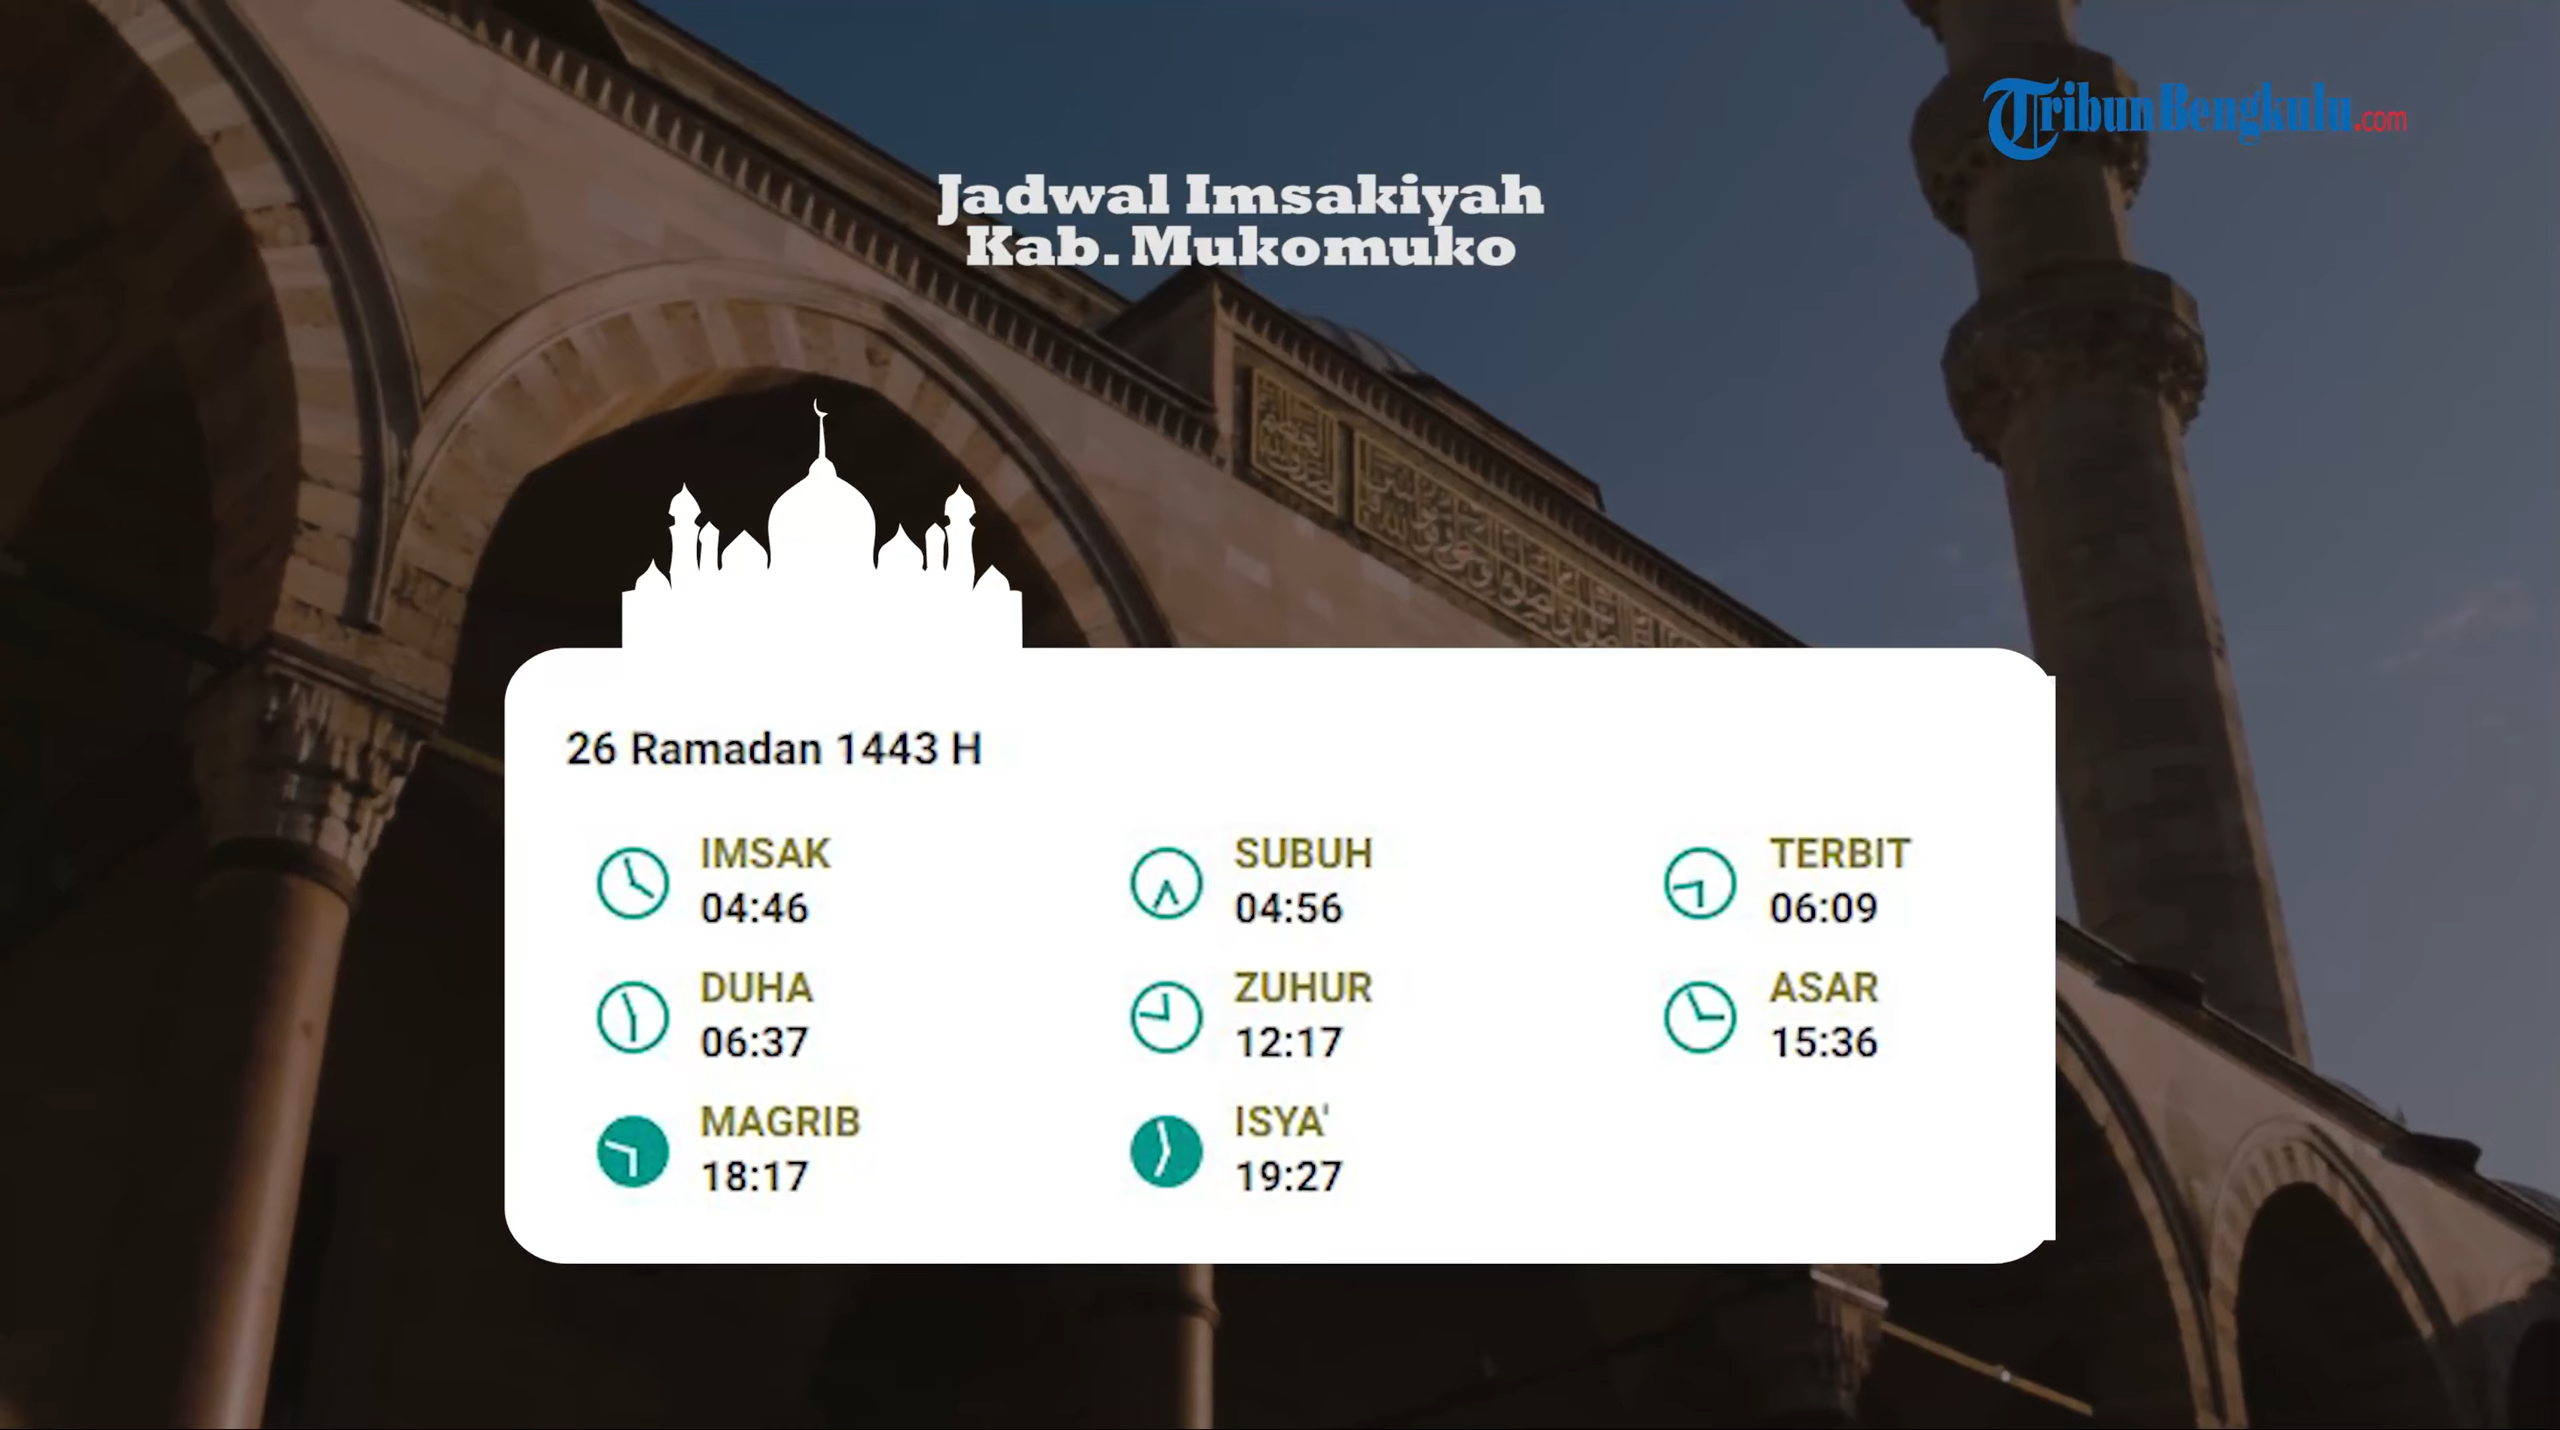 TribunBengkulu.com
Jadwal Imsakiyah
Kab. Mukomuko
26 Ramadan 1443 H
IMSAK
04:46
SUBUH
04:56
TERBIT
06:09
DUHA
06:37
ZUHUR
12:17
ASAR
15:36
MAGRIB
18:17
ISYA'
19:27